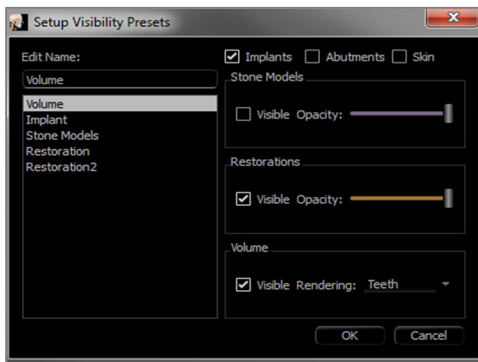 Setup Visibility Presets
Edit Name:
Volume
Volume
Implant
Stone Models
Restoration
Restoration2
Implants Abutments Skin
Stone Models
Visible Opacity:
Restorations
Visible Opacity:
Volume
Visible Rendering: Teeth
OK Cancel